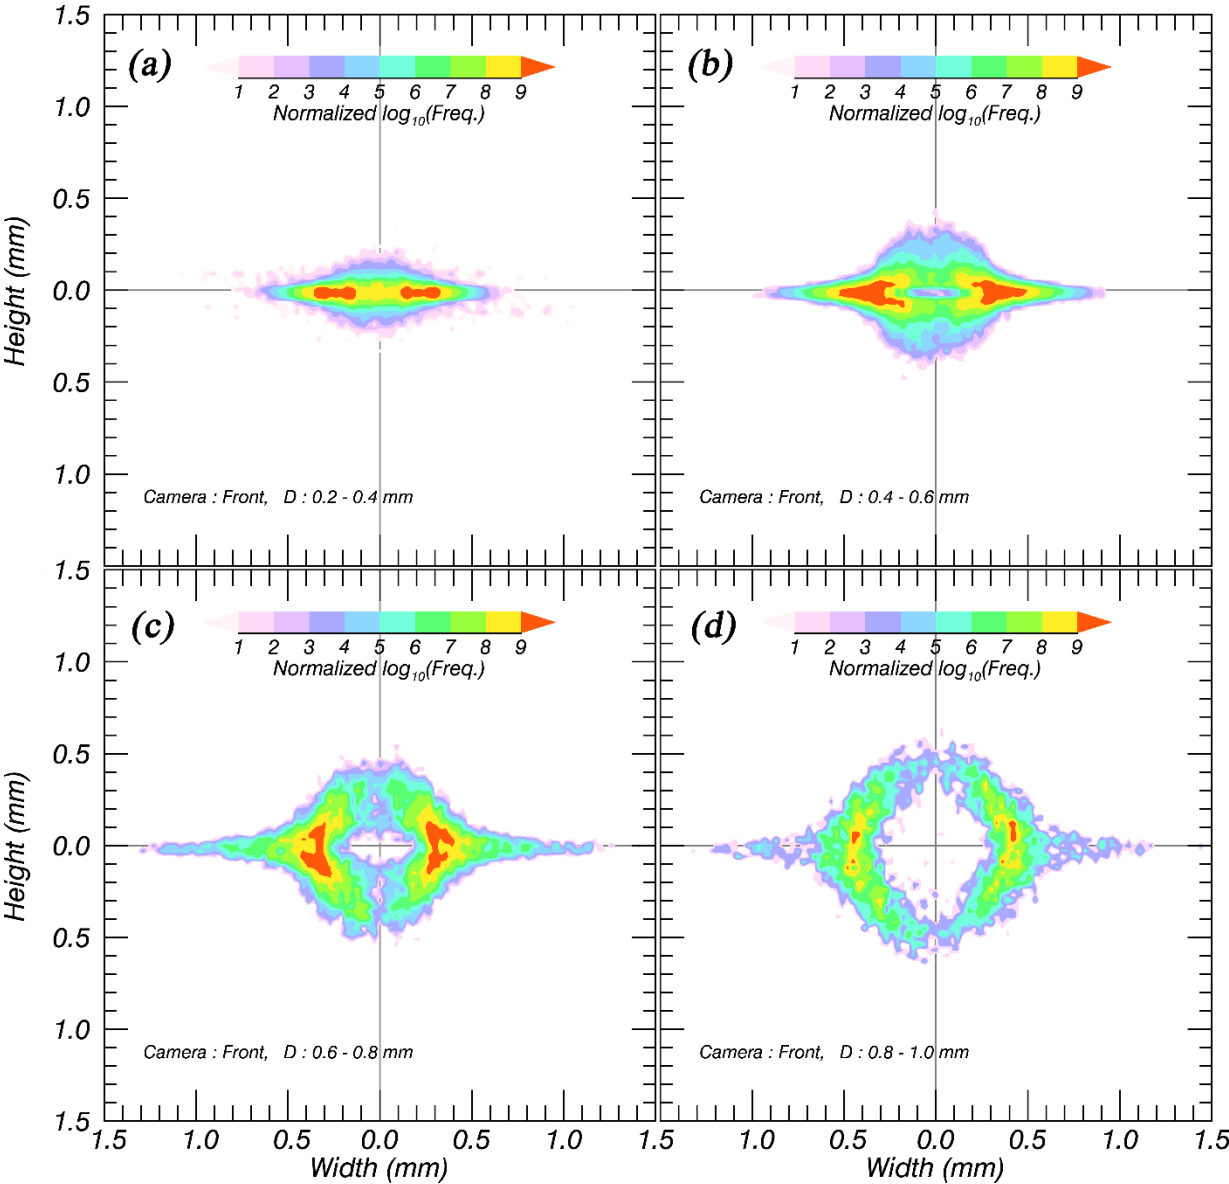 1.5
(a)
1 2 3 4 5 6 7 8 9
Normalized log10(Freq.)
1.0
0.5
0.0
0.5
1.0
Height (mm)
Camera : Front, D : 0.2 - 0.4 mm
(b)
1 2 3 4 5 6 7 8 9
Normalized log10(Freq.)
Camera : Front, D : 0.4 - 0.6 mm
1.5
(c)
1 2 3 4 5 6 7 8 9
Normalized log10(Freq.)
1.0
0.5
0.0
0.5
1.0
1.5
Height (mm)
Camera : Front, D : 0.6 - 0.8 mm
1.5 1.0 0.5 0.0 0.5 1.0 1.5
Width (mm)
(d)
1 2 3 4 5 6 7 8 9
Normalized log10(Freq.)
Camera : Front, D : 0.8 - 1.0 mm
1.0 0.5 0.0 0.5 1.0 1.5
Width (mm)